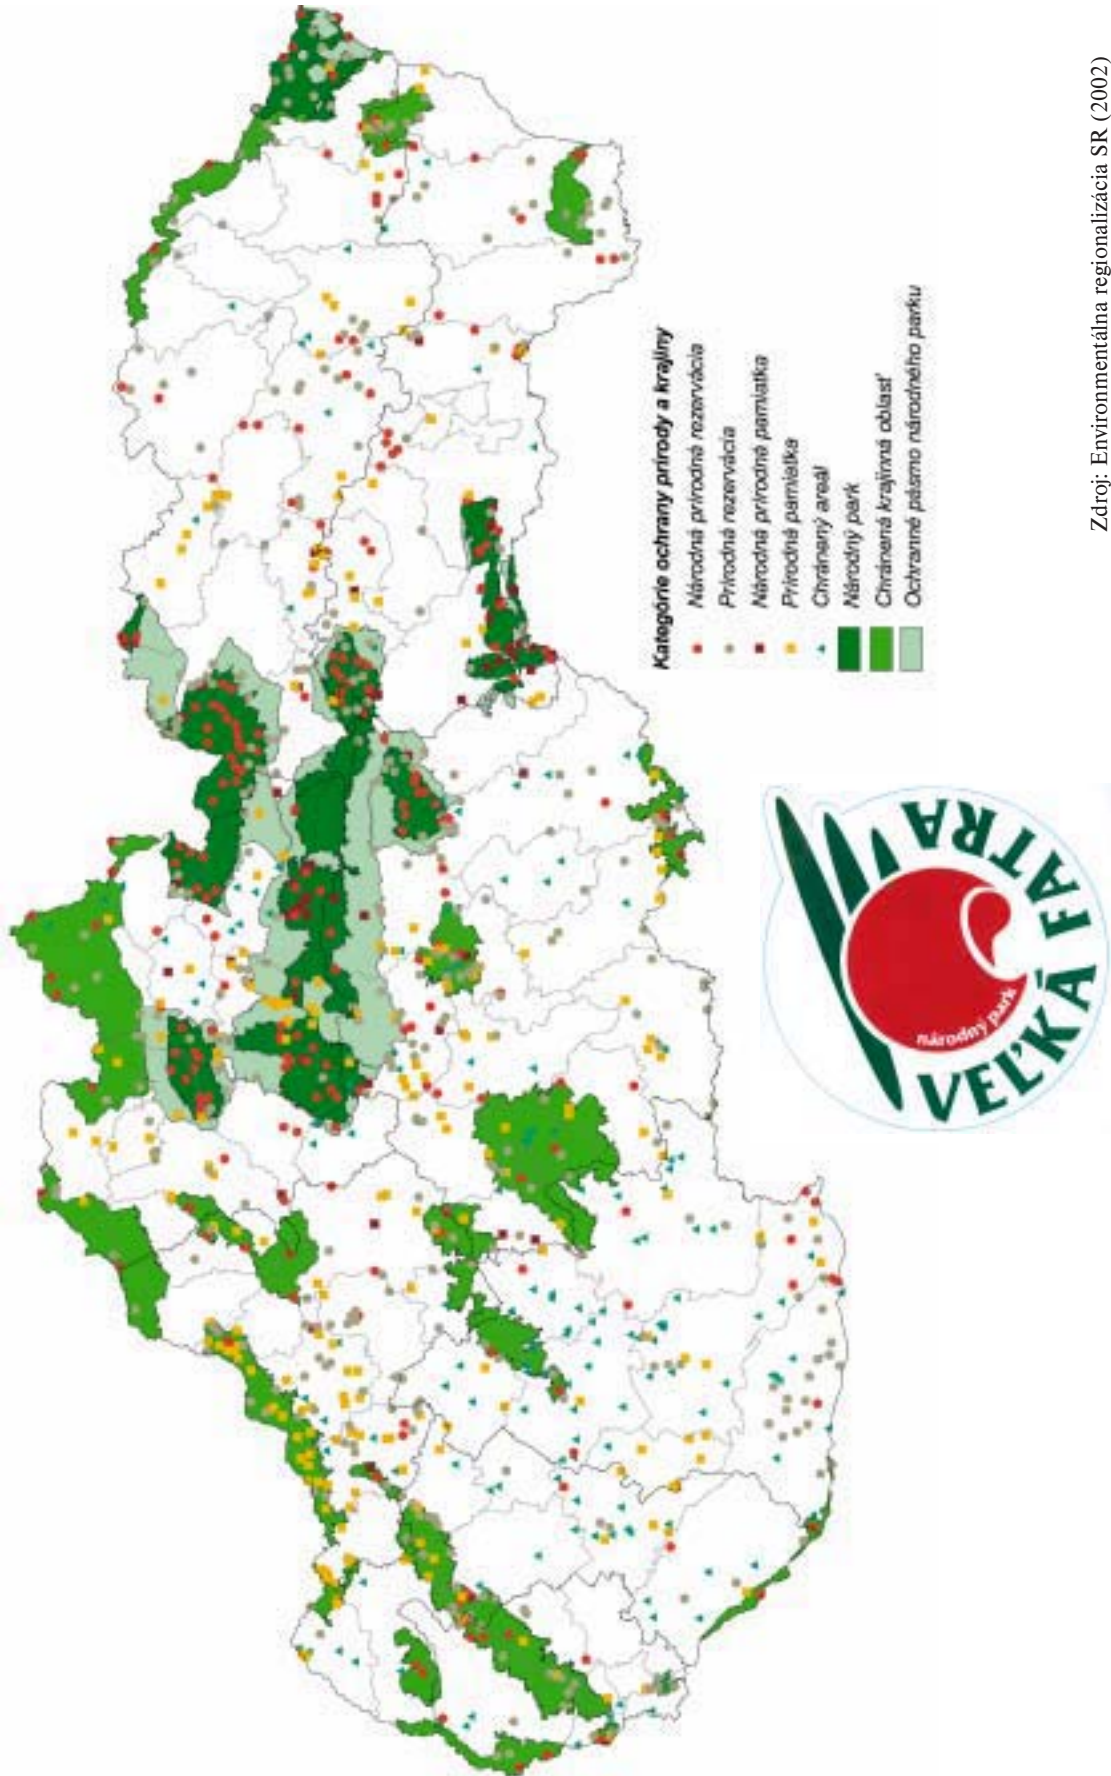 Kategórie ochrany prírody a krajiny
Národná prírodná rezervácia
Prírodná rezervácia
Národná prírodná pamiatka
Prírodná pamiatka
Chránený areál
Národný park
Chránená krajinná oblasť
Ochranné pásmo národného parku
národný park
VEĽKÁ FATRA
Zdroj: Environmentálna regionalizácia SR (2002)